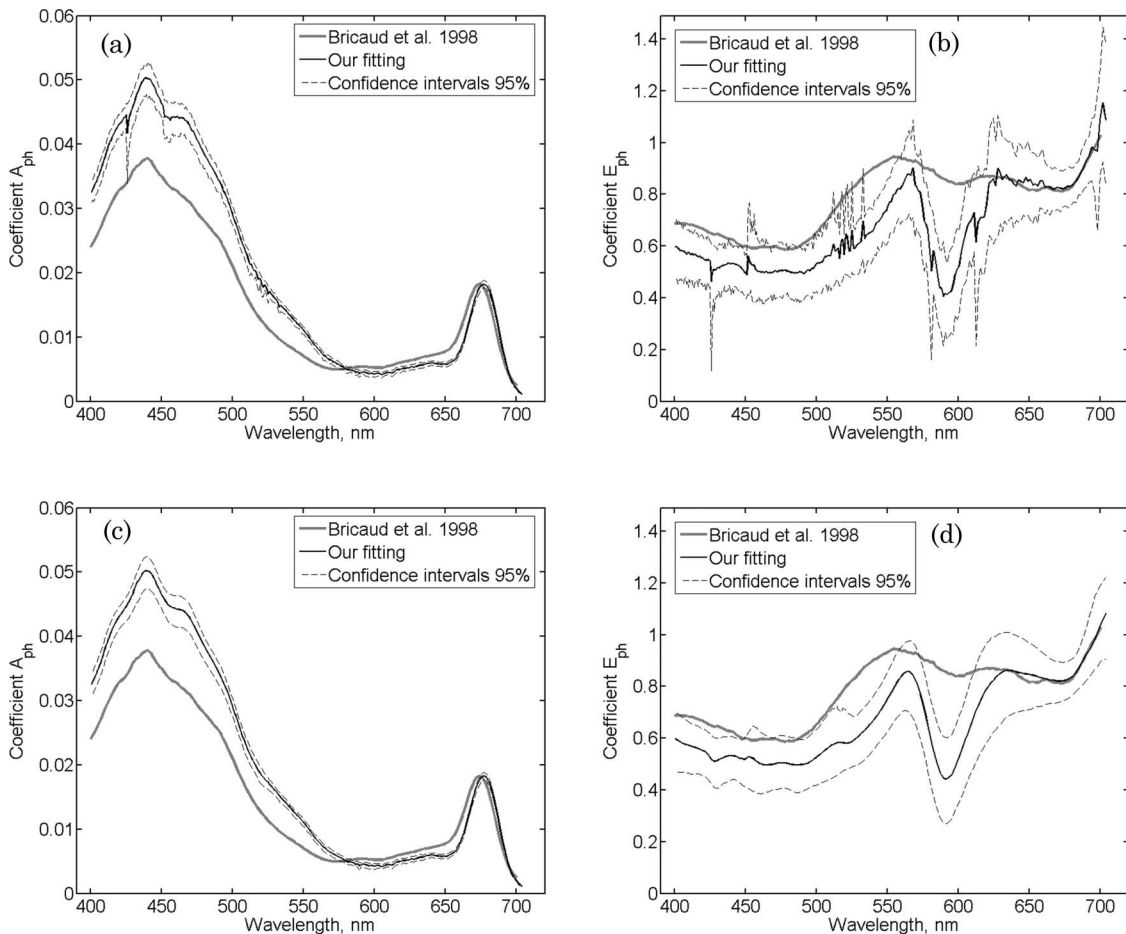 (a)
Bricaud et al. 1998
Our fitting
Confidence intervals 95%
Coefficient A_ph
0.06
0.05
0.04
0.03
0.02
0.01
0
400 450 500 550 600 650 700
Wavelength, nm
(b)
Bricaud et al. 1998
Our fitting
Confidence intervals 95%
Coefficient E_ph
1.4
1.2
1
0.8
0.6
0.4
0.2
0
400 450 500 550 600 650 700
Wavelength, nm
(c)
Bricaud et al. 1998
Our fitting
Confidence intervals 95%
Coefficient A_ph
0.06
0.05
0.04
0.03
0.02
0.01
0
400 450 500 550 600 650 700
Wavelength, nm
(d)
Bricaud et al. 1998
Our fitting
Confidence intervals 95%
Coefficient E_ph
1.4
1.2
1
0.8
0.6
0.4
0.2
0
400 450 500 550 600 650 700
Wavelength, nm